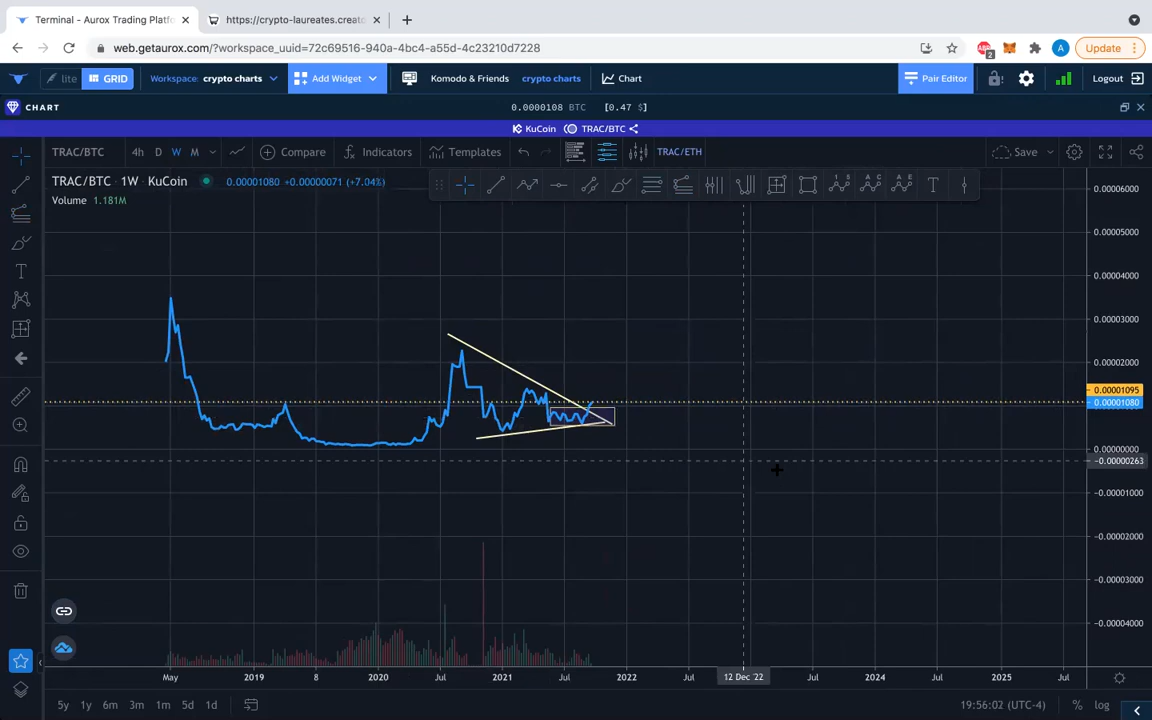 Terminal - Aurox Trading Platfo
https://crypto-laureates.creato
web.getaurox.com/?workspace_uuid=72c69516-940a-4bc4-a55d-4c23210d7228
2
A
Update
lite
GRID
Workspace: crypto charts
Add Widget
Komodo & Friends
crypto charts
Chart
Pair Editor
Logout
CHART
0.0000108 BTC [0.47 $]
KuCoin TRAC/BTC
TRAC/BTC
4h D W M
Compare
Indicators
Templates
TRAC/ETH
Save
TRAC/BTC · 1W · KuCoin
0.00001080 +0.00000071 (+7.04%)
Volume 1.181M
0.00006000
0.00005000
0.00004000
0.00003000
0.00002000
0.00001095
0.00001080
0.00000000
−0.00000263
−0.00001000
−0.00002000
−0.00003000
−0.00004000
May 2019 8 2020 Jul 2021 Jul 2022 12 Dec '22 Jul 2024 Jul 2025 Jul
5y 1y 6m 3m 1m 5d 1d
19:56:02 (UTC-4)
% log